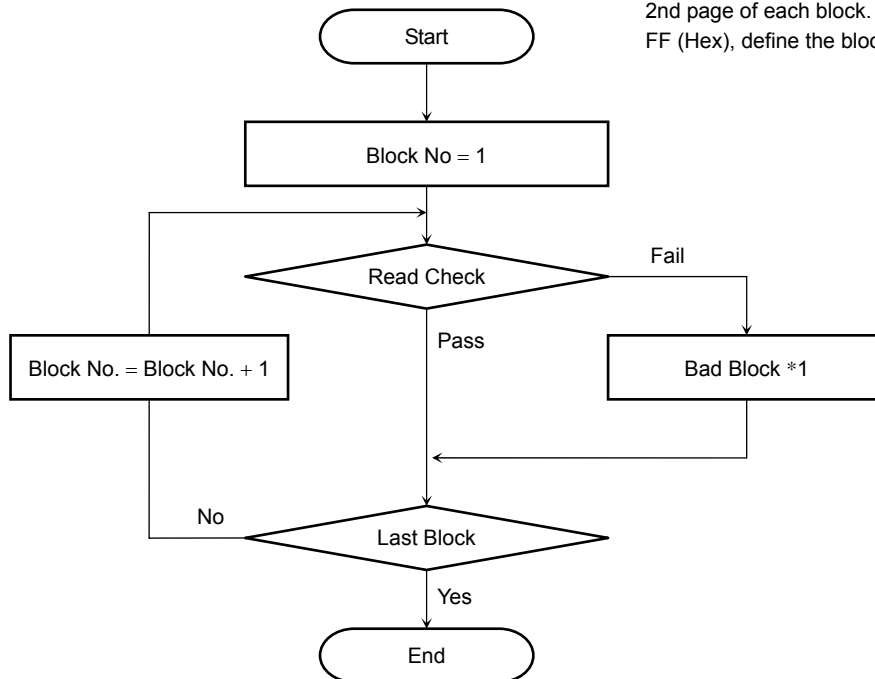 2nd page of each block.
FF (Hex), define the bloc
Start
Block No = 1
Read Check
Fail
Pass
Block No. = Block No. + 1
Bad Block *1
No
Last Block
Yes
End